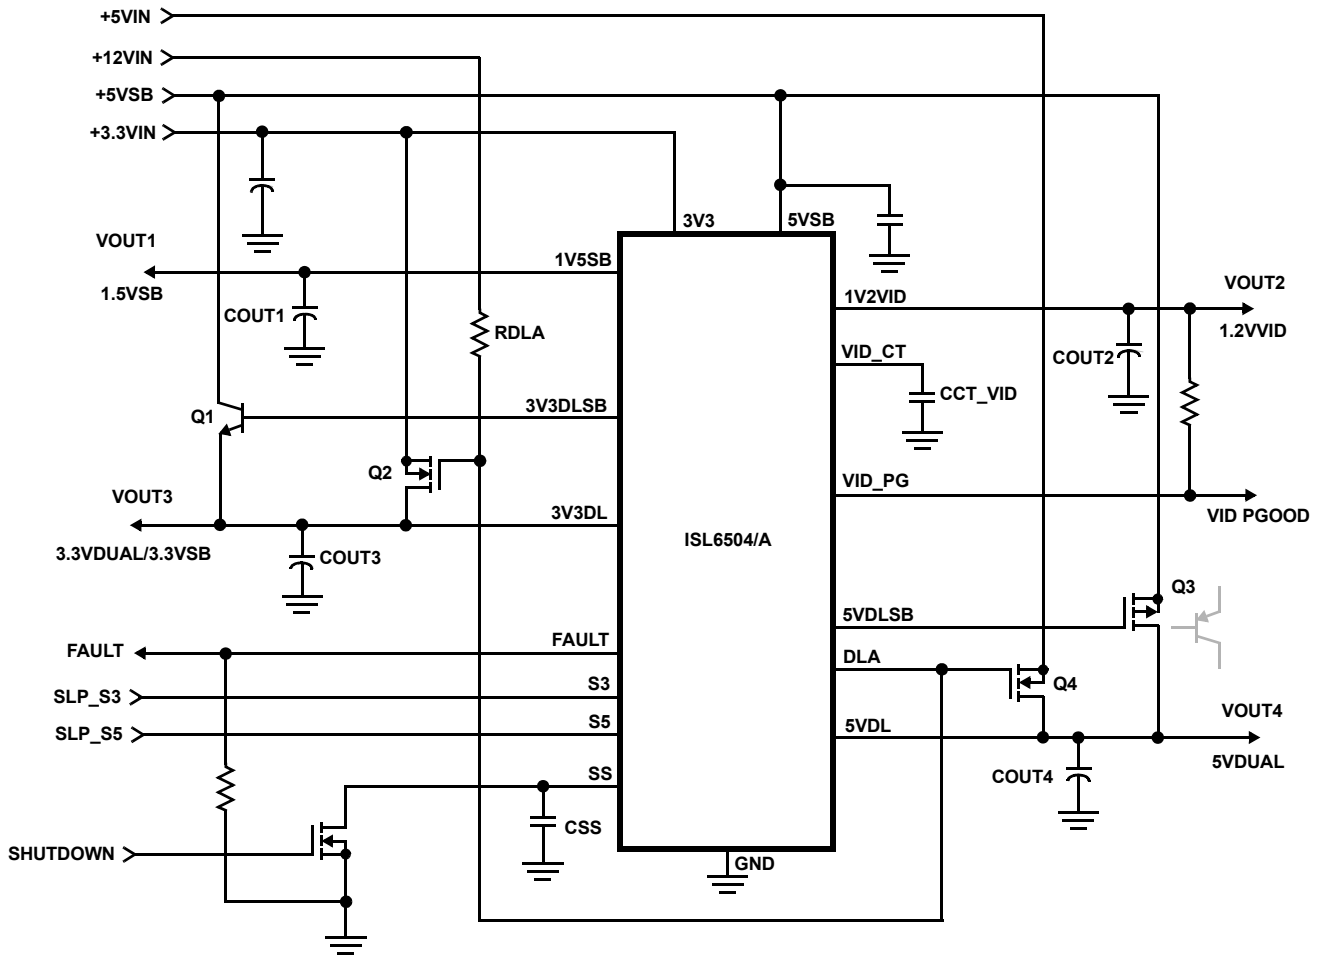 +5VIN
+12VIN
+5VSB
+3.3VIN
3V3
5VSB
VOUT1
1V5SB
1.5VSB
COUT1
RDLA
1V2VID
VOUT2
1.2VVID
VID_CT
COUT2
CCT_VID
Q1
3V3DLSB
Q2
VID_PG
VID PGOOD
VOUT3
3V3DL
3.3VDUAL/3.3VSB
COUT3
ISL6504/A
Q3
5VDLSB
FAULT
FAULT
DLA
Q4
SLP_S3
S3
SLP_S5
S5
5VDL
VOUT4
5VDUAL
COUT4
SS
CSS
SHUTDOWN
GND